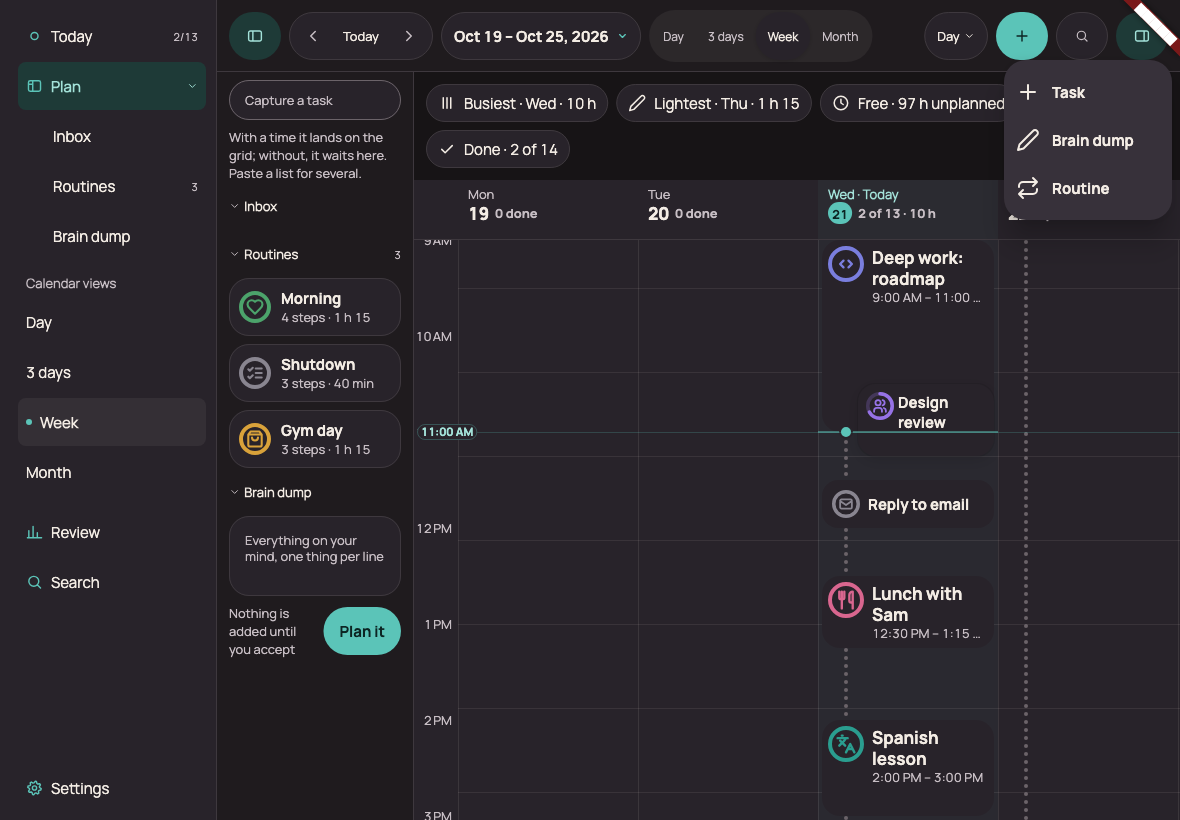 Today
2/13
Plan
Inbox
Routines
3
Brain dump
Calendar views
Day
3 days
Week
Month
Review
Search
Settings
Today
Oct 19 – Oct 25, 2026
Day
3 days
Week
Month
Day
Task
Brain dump
Routine
Capture a task
With a time it lands on the
grid; without, it waits here.
Paste a list for several.
Inbox
Routines
3
Morning
4 steps · 1 h 15
Shutdown
3 steps · 40 min
Gym day
3 steps · 1 h 15
Brain dump
Everything on your
mind, one thing per line
Nothing is
added until
you accept
Plan it
Busiest · Wed · 10 h
Lightest · Thu · 1 h 15
Free · 97 h unplanned
Done · 2 of 14
Mon
19 0 done
Tue
20 0 done
Wed · Today
21 2 of 13 · 10 h
9 AM
10 AM
11:00 AM
12 PM
1 PM
2 PM
3 PM
Deep work:
roadmap
9:00 AM – 11:00 ...
Design
review
Reply to email
Lunch with
Sam
12:30 PM – 1:15 ...
Spanish
lesson
2:00 PM – 3:00 PM